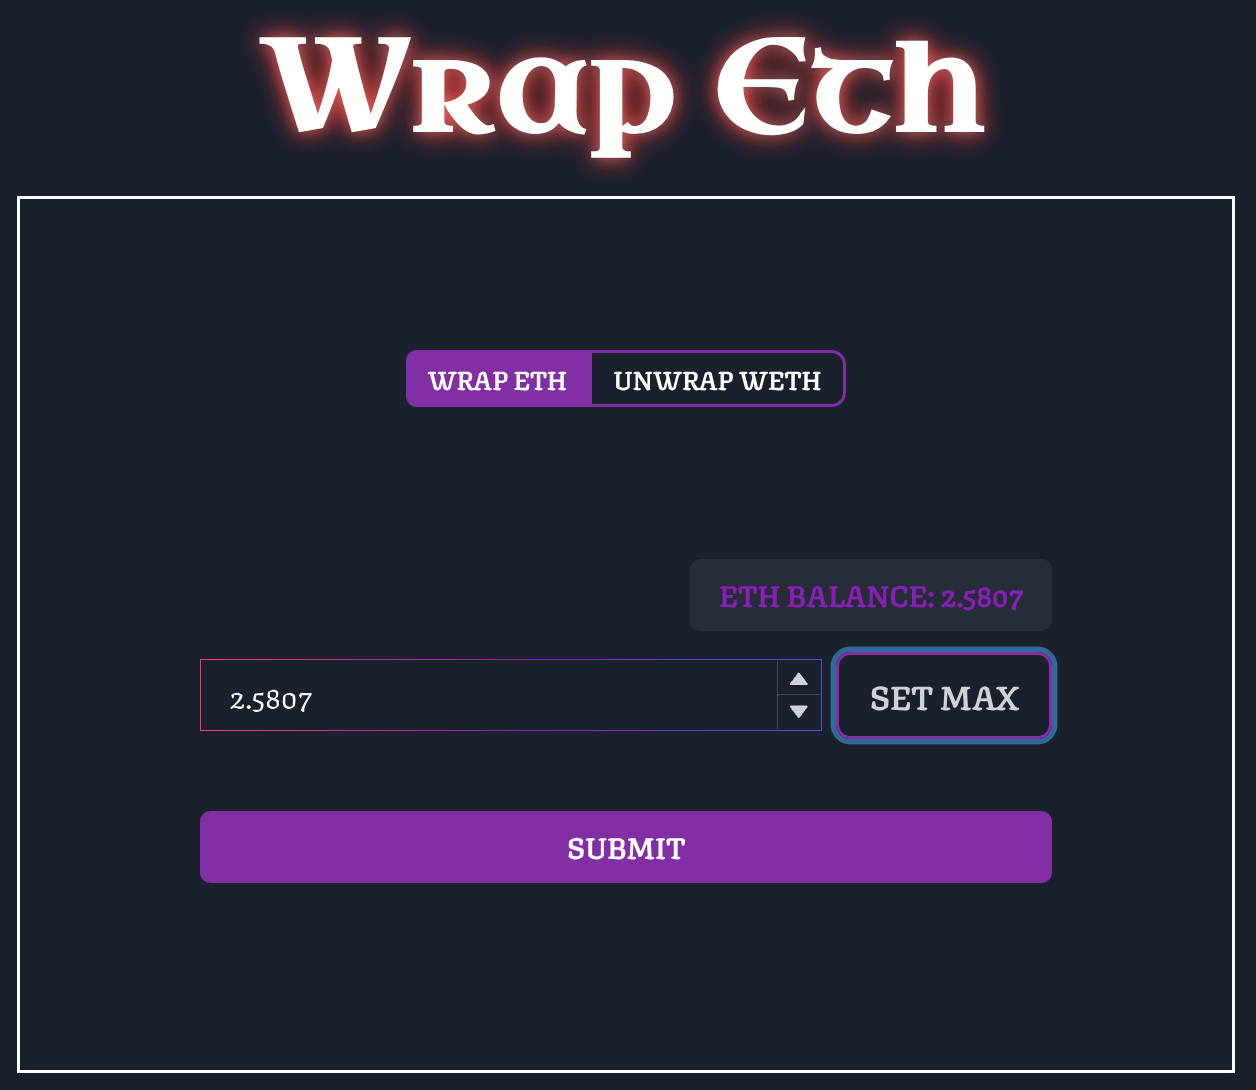 Wrap Eth
WRAP ETH UNWRAP WETH
ETH BALANCE: 2.5807
2.5807 SET MAX
SUBMIT